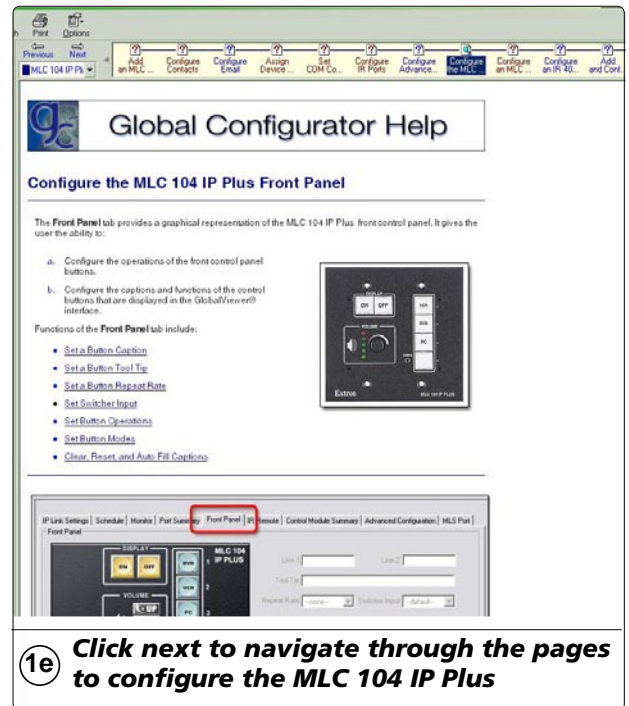 Print Options
Previous Next
MLC 104 IP Pl
Add an MLC ...
Configure Contacts
Configure Email
Assign Device ...
Set COM Co...
Configure IR Ports
Configure Advance...
Configure the MLC ...
Configure an MLC ...
Configure an IR 40...
Add and Conf...
gc Global Configurator Help
Configure the MLC 104 IP Plus Front Panel
The Front Panel tab provides a graphical representation of the MLC 104 IP Plus front control panel. It gives the
user the ability to:
a. Configure the operations of the front control panel
buttons.
b. Configure the captions and functions of the control
buttons that are displayed in the GlobalViewer®
interface.
Functions of the Front Panel tab include:
• Set a Button Caption
• Set a Button Tool Tip
• Set a Button Repeat Rate
• Set Switcher Input
• Set Button Operations
• Set Button Modes
• Clear, Reset, and Auto Fill Captions
DISPLAY
ON OFF
VCR
DVD
PC
VOLUME
Extron
MLC 104 IP PLUS
IP Link Settings Schedule Monitor Port Summary Front Panel IR Remote Control Module Summary Advanced Configuration MLS Port
Front Panel
DISPLAY
ON OFF
DVD 1
MLC 104
IP PLUS
VCR 2
VOLUME
UP
PC 3
Line 1
Line 2
Tool Tip
Repeat Rate --none--
Switcher Input --default--
1e Click next to navigate through the pages
to configure the MLC 104 IP Plus